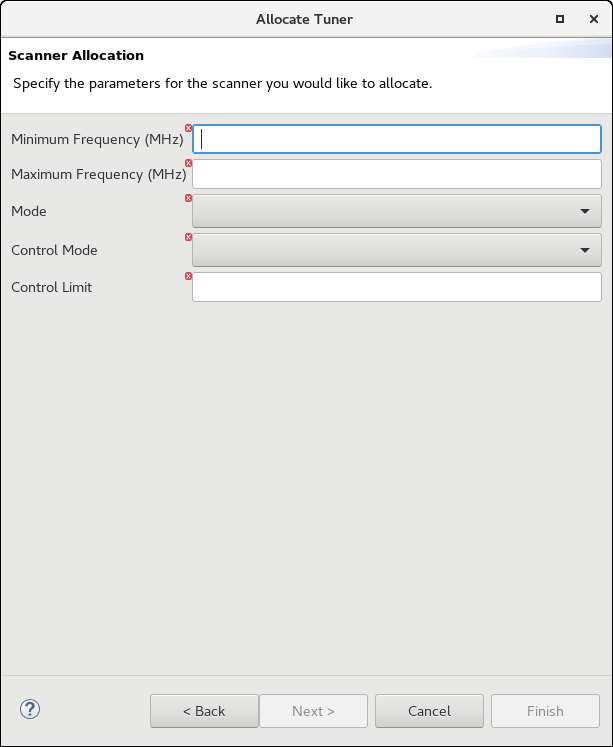 Allocate Tuner
Scanner Allocation
Specify the parameters for the scanner you would like to allocate.
Minimum Frequency (MHz)
Maximum Frequency (MHz)
Mode
Control Mode
Control Limit
? < Back Next > Cancel Finish